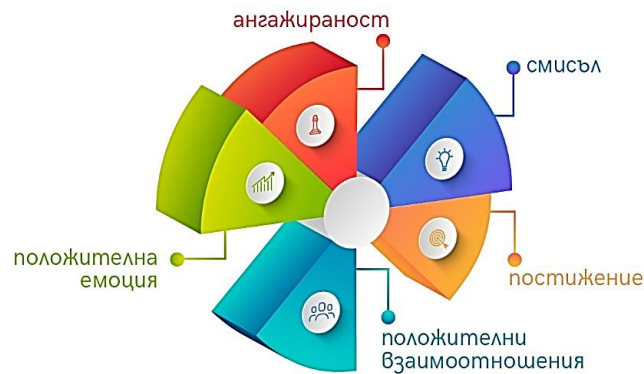 ангажираност
смисъл
положителна
емоция
постижение
положителни
взаимоотношения